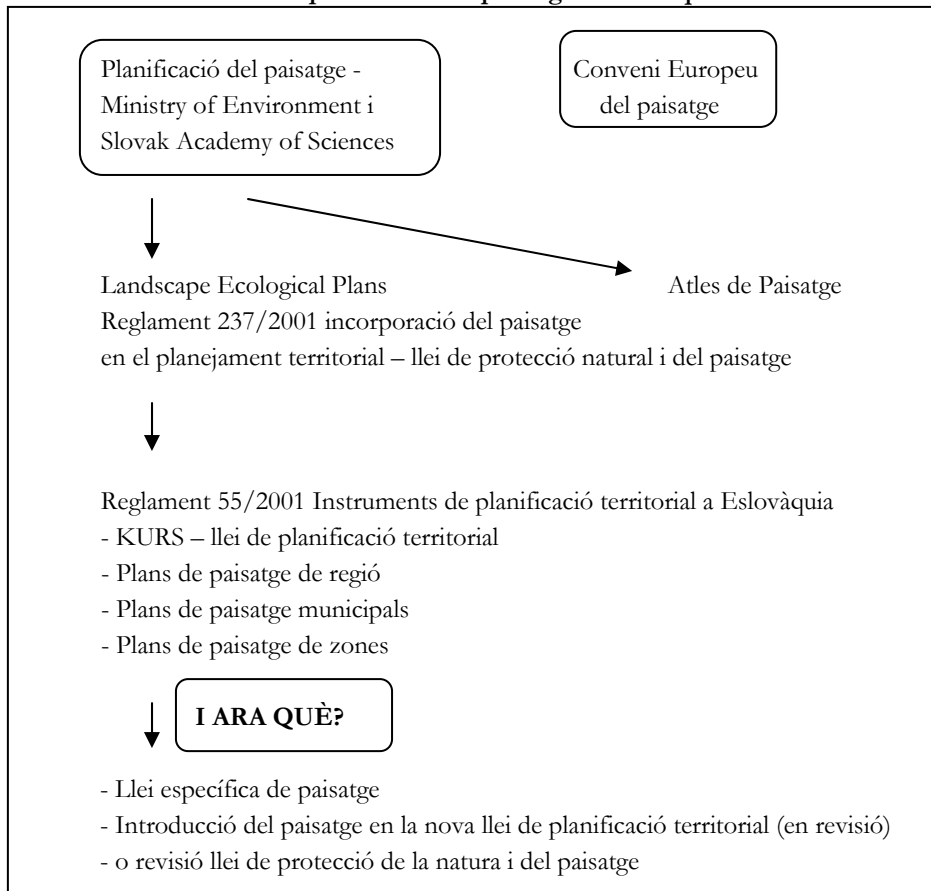 Planificació del paisatge -
Ministry of Environment i
Slovak Academy of Sciences
Conveni Europeu
del paisatge
Landscape Ecological Plans
Atles de Paisatge
Reglament 237/2001 incorporació del paisatge
en el planejament territorial – llei de protecció natural i del paisatge
Reglament 55/2001 Instruments de planificació territorial a Eslovàquia
- KURS – llei de planificació territorial
- Plans de paisatge de regió
- Plans de paisatge municipals
- Plans de paisatge de zones
I ARA QUÈ?
- Llei específica de paisatge
- Introducció del paisatge en la nova llei de planificació territorial (en revisió)
- o revisió llei de protecció de la natura i del paisatge